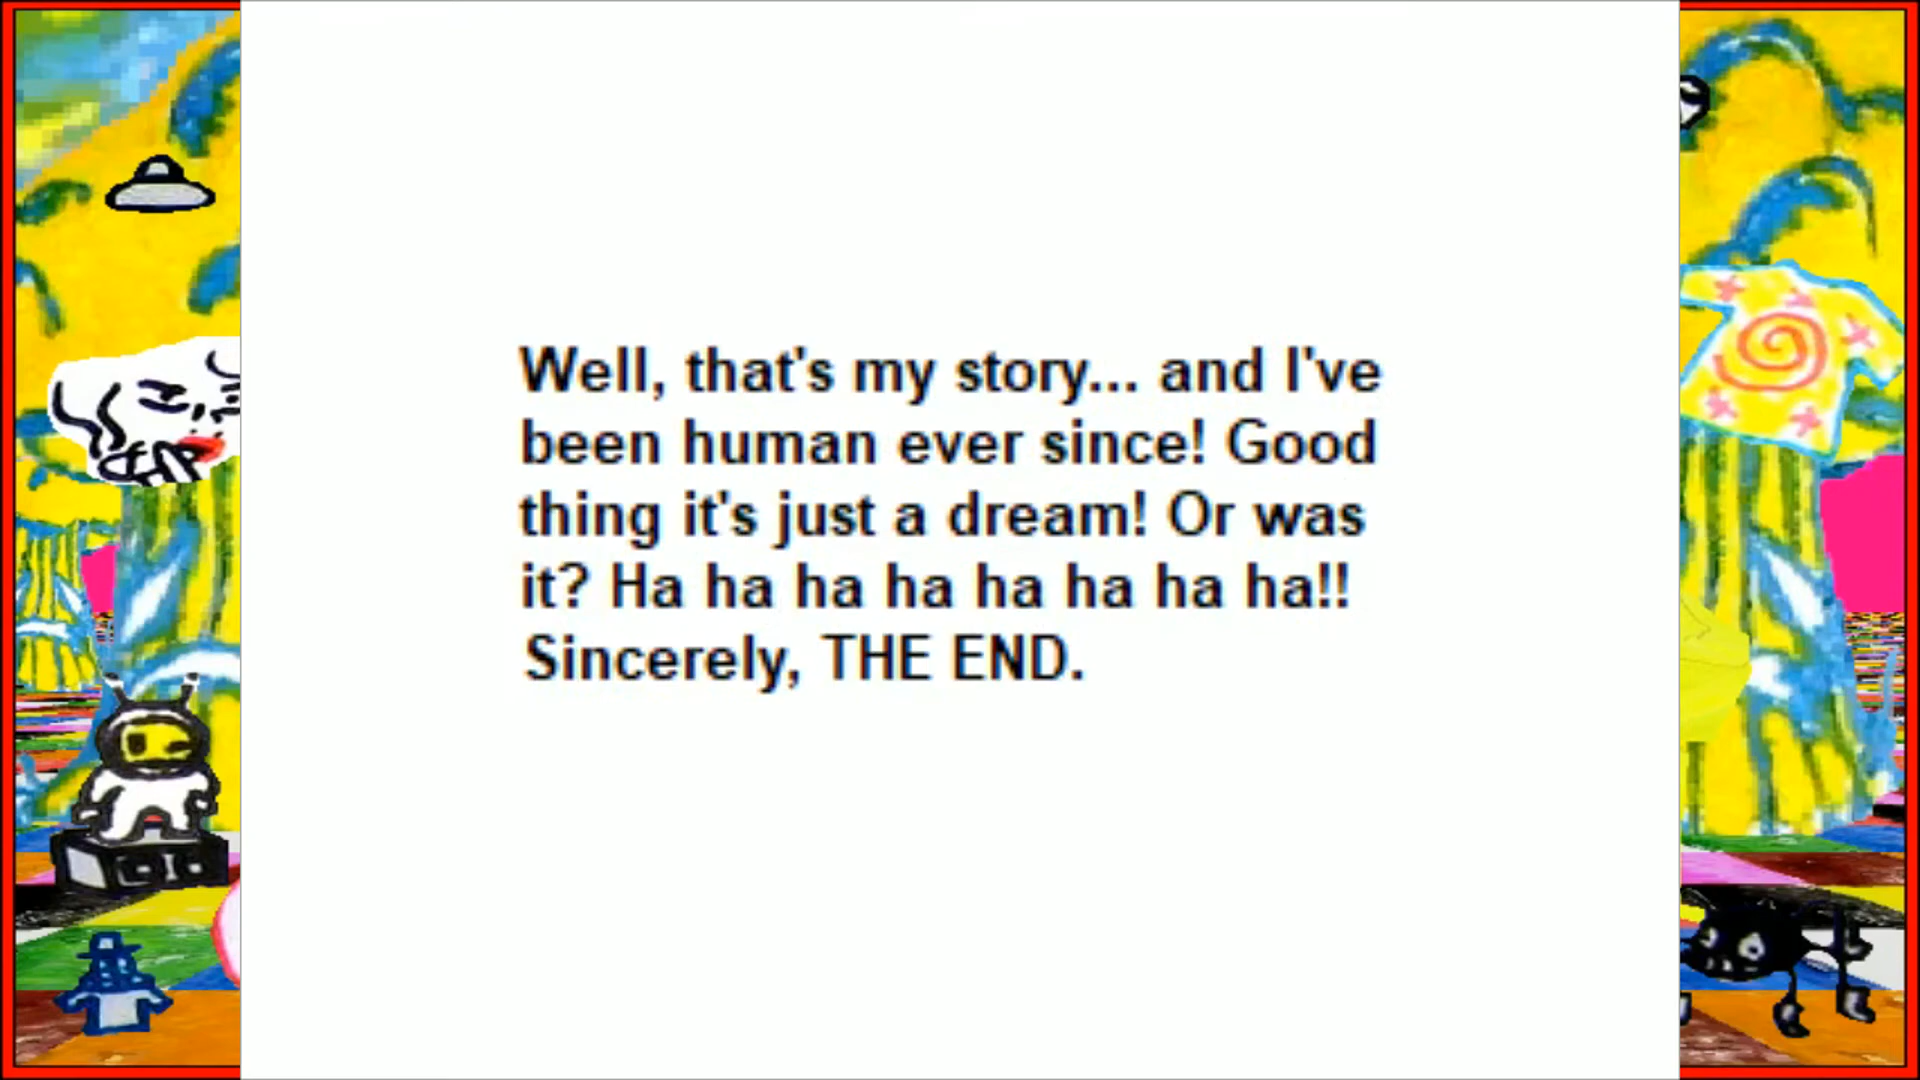 Well, that's my story... and I've
been human ever since! Good
thing it's just a dream! Or was
it? Ha ha ha ha ha ha ha ha!!
Sincerely, THE END.